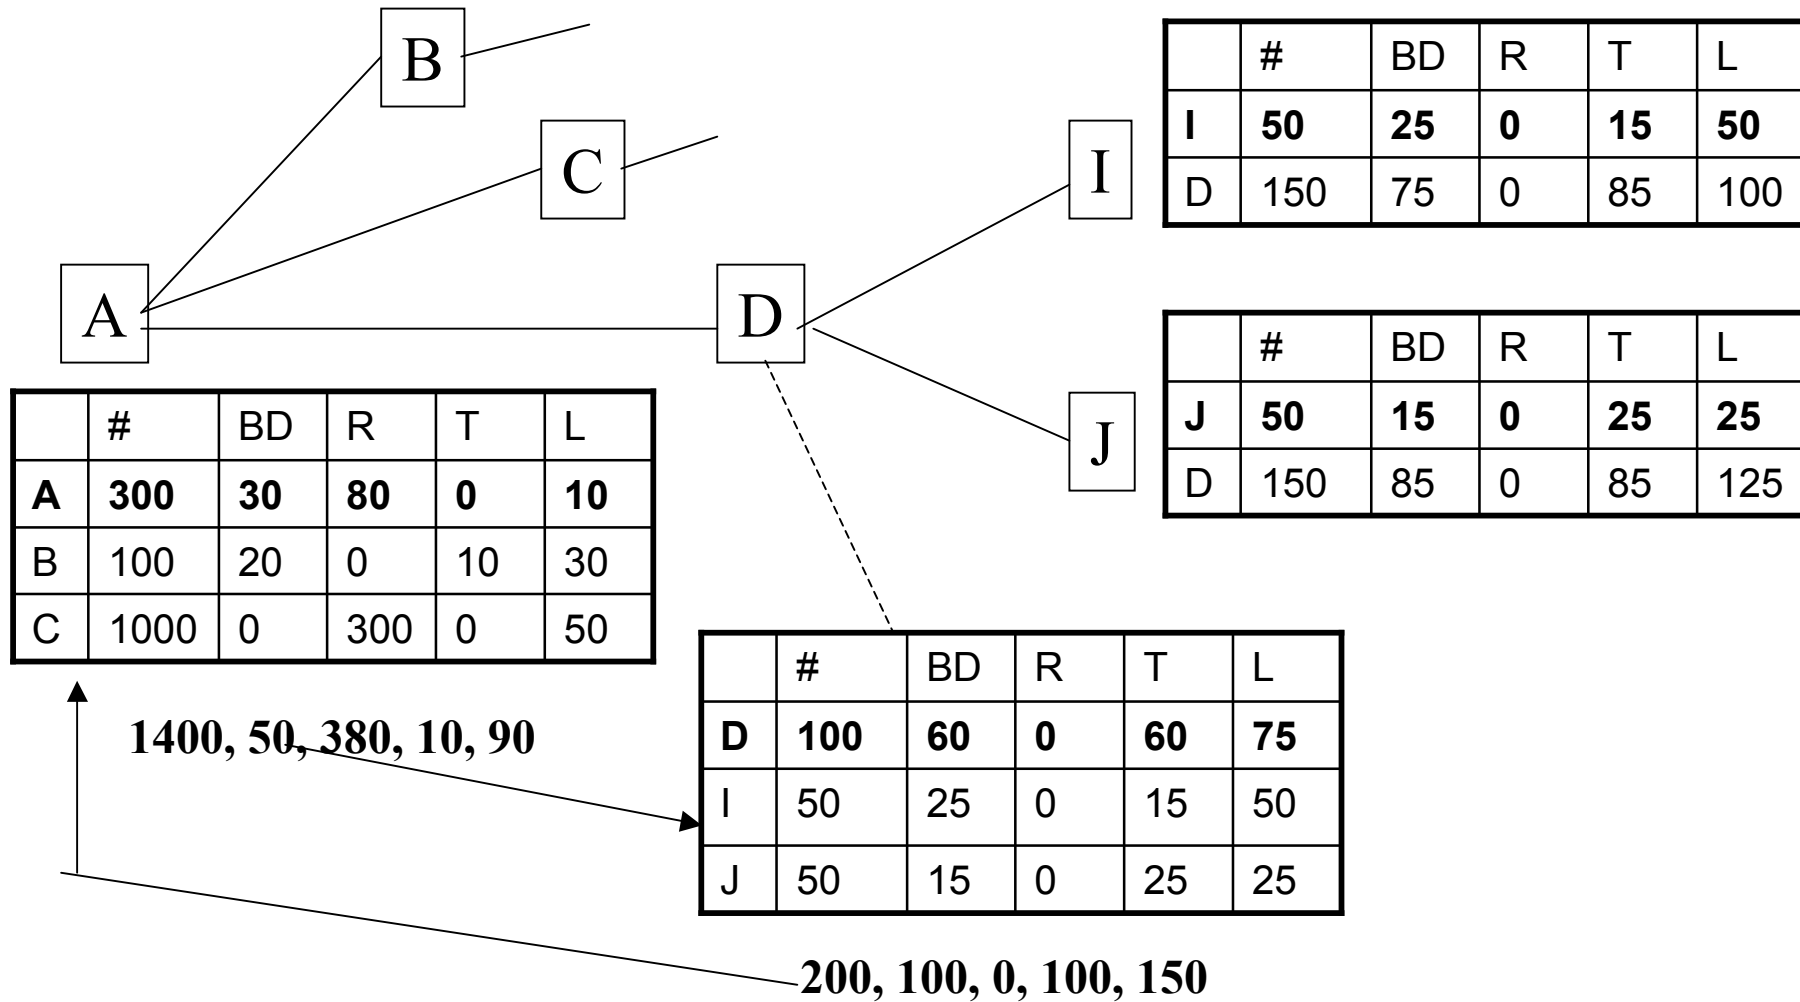 B
C
A
D
I
J
# BD R T L
I 50 25 0 15 50
D 150 75 0 85 100
# BD R T L
J 50 15 0 25 25
D 150 85 0 85 125
# BD R T L
A 300 30 80 0 10
B 100 20 0 10 30
C 1000 0 300 0 50
1400, 50, 380, 10, 90
# BD R T L
D 100 60 0 60 75
I 50 25 0 15 50
J 50 15 0 25 25
200, 100, 0, 100, 150